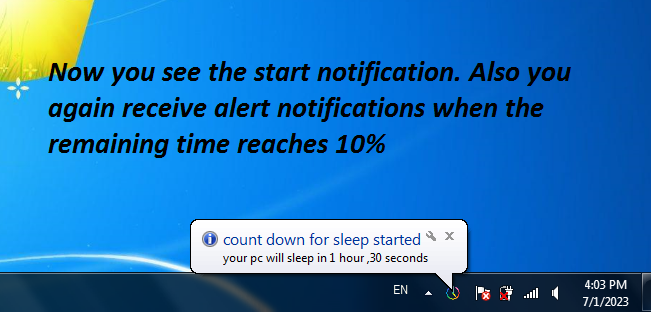 Now you see the start notification. Also you
again receive alert notifications when the
remaining time reaches 10%
count down for sleep started
your pc will sleep in 1 hour ,30 seconds
EN
4:03 PM
7/1/2023